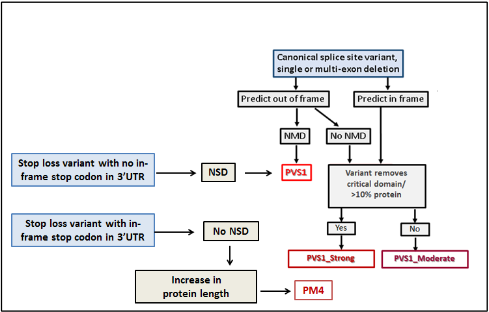 Canonical splice site variant,
single or multi-exon deletion
Predict out of frame
Predict in frame
NMD
No NMD
Stop loss variant with no in-
frame stop codon in 3'UTR
NSD
PVS1
Variant removes
critical domain/
>10% protein
Stop loss variant with in-
frame stop codon in 3'UTR
No NSD
Yes
No
PVS1_Strong
PVS1_Moderate
Increase in
protein length
PM4